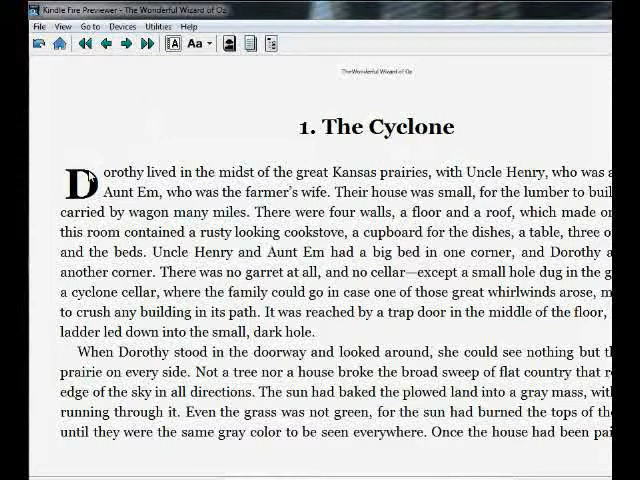 Kindle Fire Previewer - The Wonderful Wizard of Oz
File View Go to Devices Utilities Help
A Aa
The Wonderful Wizard of Oz
1. The Cyclone
Dorothy lived in the midst of the great Kansas prairies, with Uncle Henry, who was a
Aunt Em, who was the farmer's wife. Their house was small, for the lumber to buil
carried by wagon many miles. There were four walls, a floor and a roof, which made o
this room contained a rusty looking cookstove, a cupboard for the dishes, a table, three o
and the beds. Uncle Henry and Aunt Em had a big bed in one corner, and Dorothy a
another corner. There was no garret at all, and no cellar—except a small hole dug in the g
a cyclone cellar, where the family could go in case one of those great whirlwinds arose, m
to crush any building in its path. It was reached by a trap door in the middle of the floor,
ladder led down into the small, dark hole.
When Dorothy stood in the doorway and looked around, she could see nothing but th
prairie on every side. Not a tree nor a house broke the broad sweep of flat country that r
edge of the sky in all directions. The sun had baked the plowed land into a gray mass, with
running through it. Even the grass was not green, for the sun had burned the tops of the
until they were the same gray color to be seen everywhere. Once the house had been pai